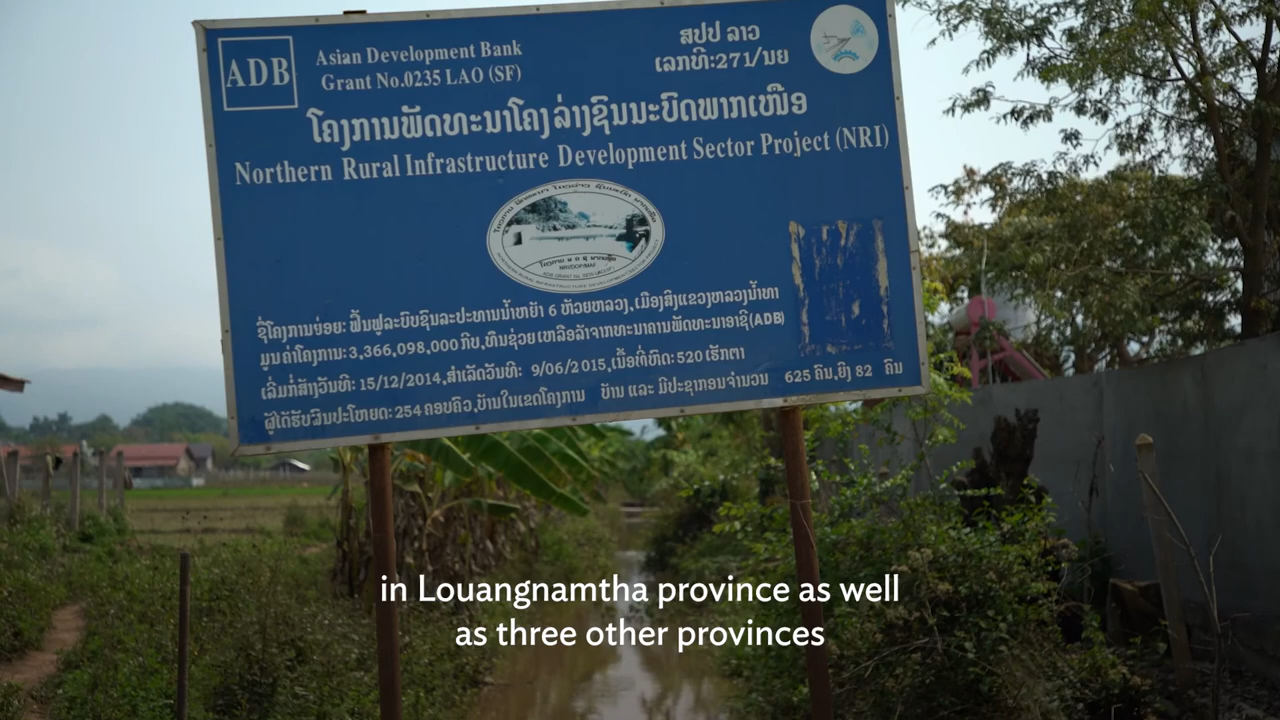 ADB
Asian Development Bank
Grant No.0235 LAO (SF)
ສປປ ລາວ
ເລກທີ:271/ນຍ
ໂຄງການພັດທະນາໂຄງລ່າງຊົນນະບົດພາກເໜືອ
Northern Rural Infrastructure Development Sector Project (NRI)
ຊື່ໂຄງການຍ່ອຍ: ຟື້ນຟູລະບົບຊົນລະປະທານນ້ຳຫຍ້າ 6 ຫ້ວຍຫລວງ,ເມືອງສິງແຂວງຫລວງນ້ຳທາ
ມູນຄ່າໂຄງການ:3,366,098,000 ກີບ,ທຶນຊ່ວຍເຫລືອລ້າຈາກທະນາຄານພັດທະນາອາຊີ(ADB)
ເລີ່ມກໍ່ສ້າງວັນທີ: 15/12/2014,ສຳເລັດວັນທີ: 9/06/2015,ເນື້ອທີ່ທັງໝົດ: 520 ເຮັກຕາ
ຜູ້ໄດ້ຮັບຜົນປະໂຫຍດ: 254 ຄອບຄົວ,ບ້ານໃນເຂດໂຄງການ ບ້ານ ແລະ ມີປະຊາກອນຈຳນວນ 625 ຄົນ,ຍິງ 82 ຄົນ
in Louangnamtha province as well
as three other provinces